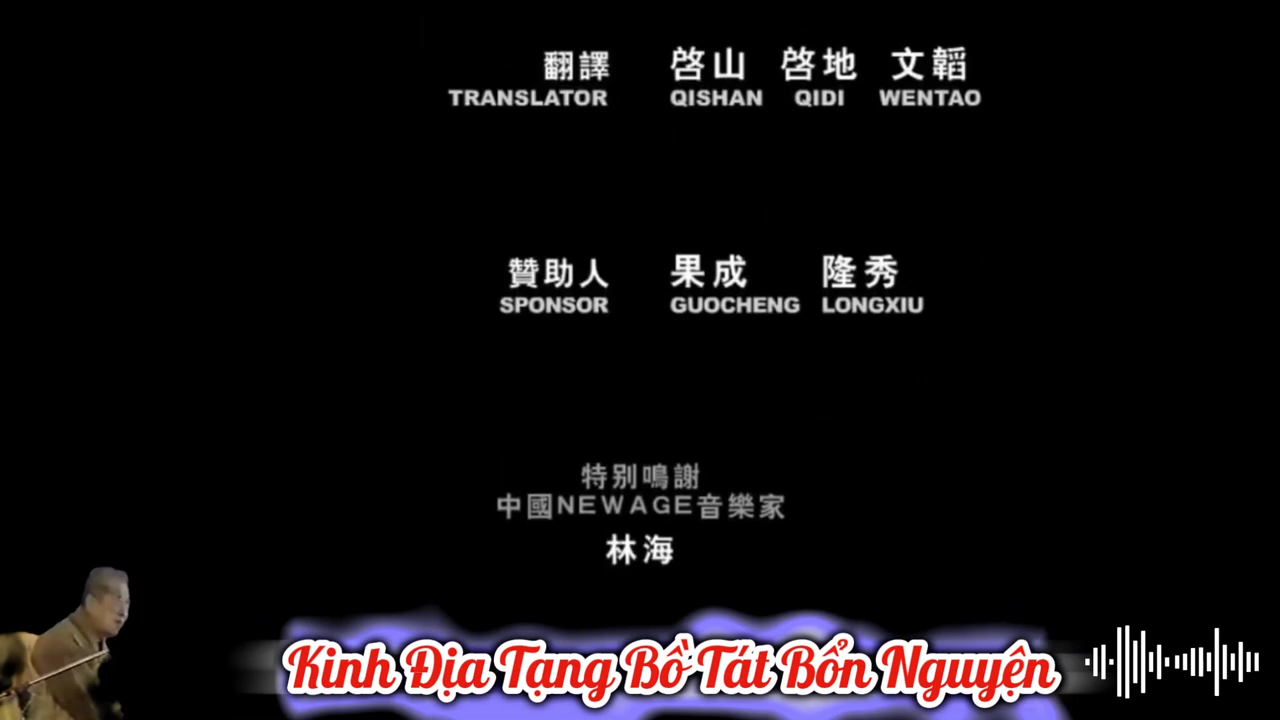 翻譯 啓山 啓地 文韜
TRANSLATOR QISHAN QIDI WENTAO
贊助人 果成 隆秀
SPONSOR GUOCHENG LONGXIU
特别鳴謝
中國NEWAGE音樂家
林海
Kinh Địa Tạng Bồ Tát Bổn Nguyện